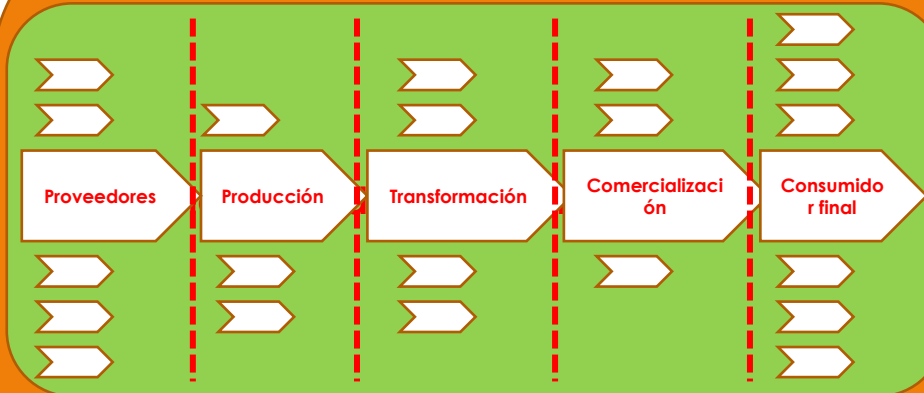 Proveedores
Producción
Transformación
Comercializaci
ón
Consumido
r final